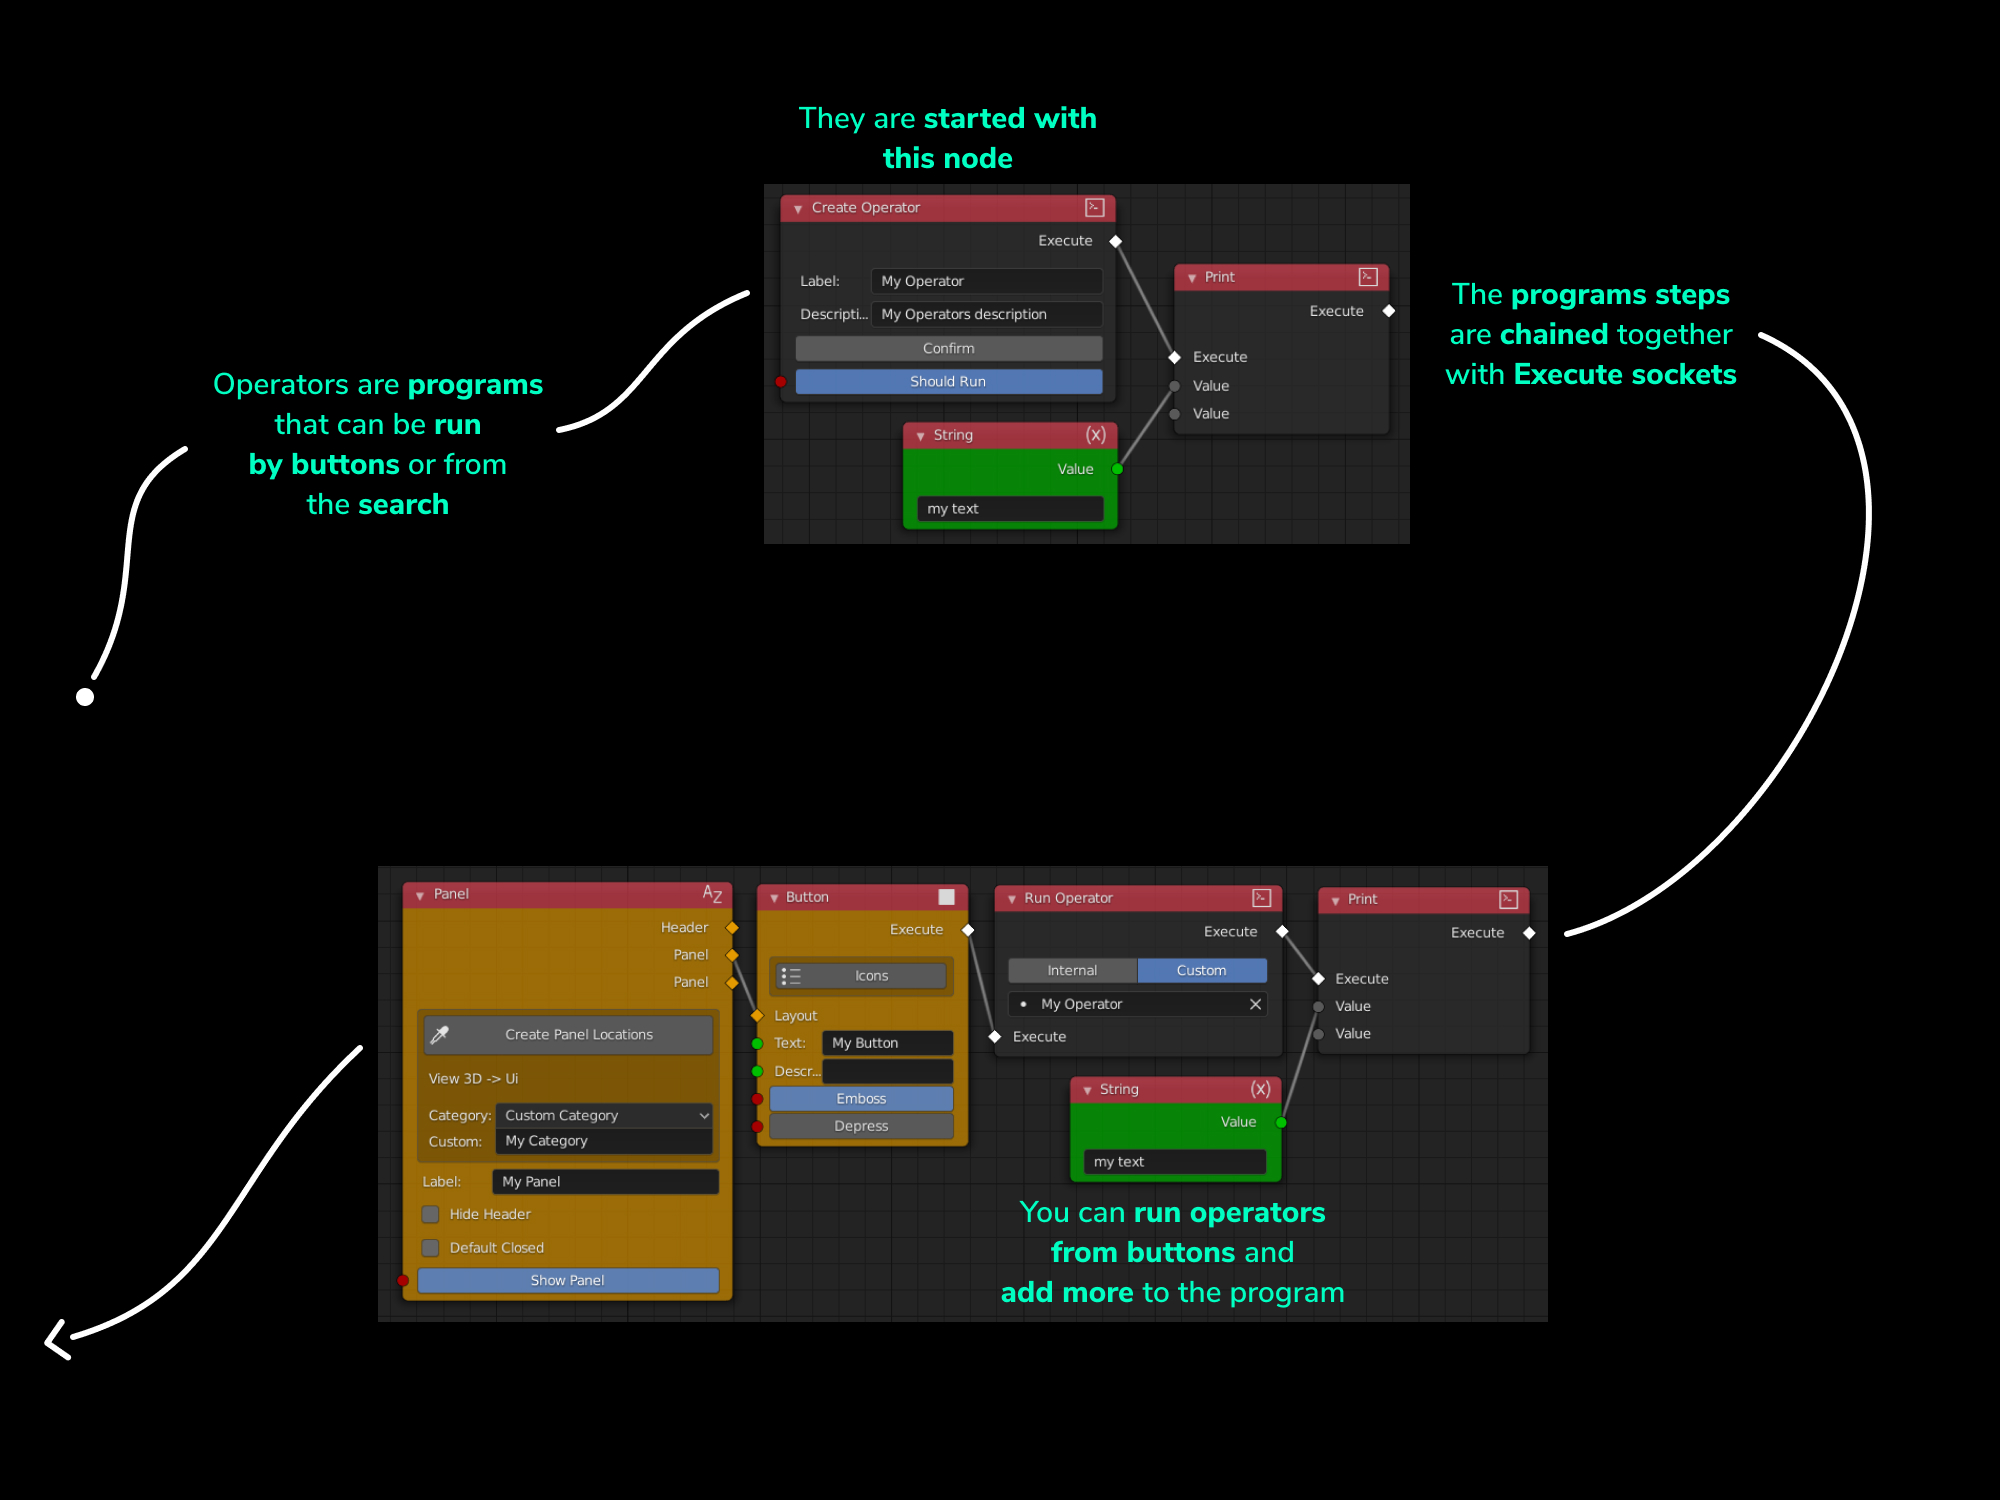 They are started with
this node
Create Operator
Execute
Label:
My Operator
Descripti...
My Operators description
Confirm
Should Run
Print
Execute
Execute
Value
Value
String
(x)
Value
my text
Operators are programs
that can be run
by buttons or from
the search
The programs steps
are chained together
with Execute sockets
Panel
AZ
Header
Panel
Panel
Create Panel Locations
View 3D -> Ui
Category:
Custom Category
Custom:
My Category
Label:
My Panel
Hide Header
Default Closed
Show Panel
Button
Execute
Icons
Layout
Text:
My Button
Descr...
Emboss
Depress
Run Operator
Execute
Internal
Custom
My Operator
Execute
Print
Execute
Execute
Value
Value
String
(x)
Value
my text
You can run operators
from buttons and
add more to the program